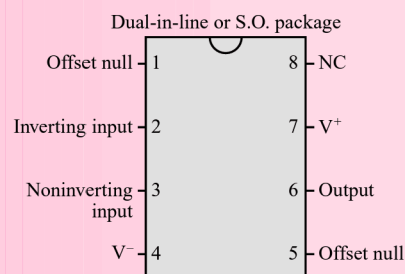 Dual-in-line or S.O. package
Offset null 1 8 NC
Inverting input 2 7 V⁺
Noninverting input 3 6 Output
V⁻ 4 5 Offset null